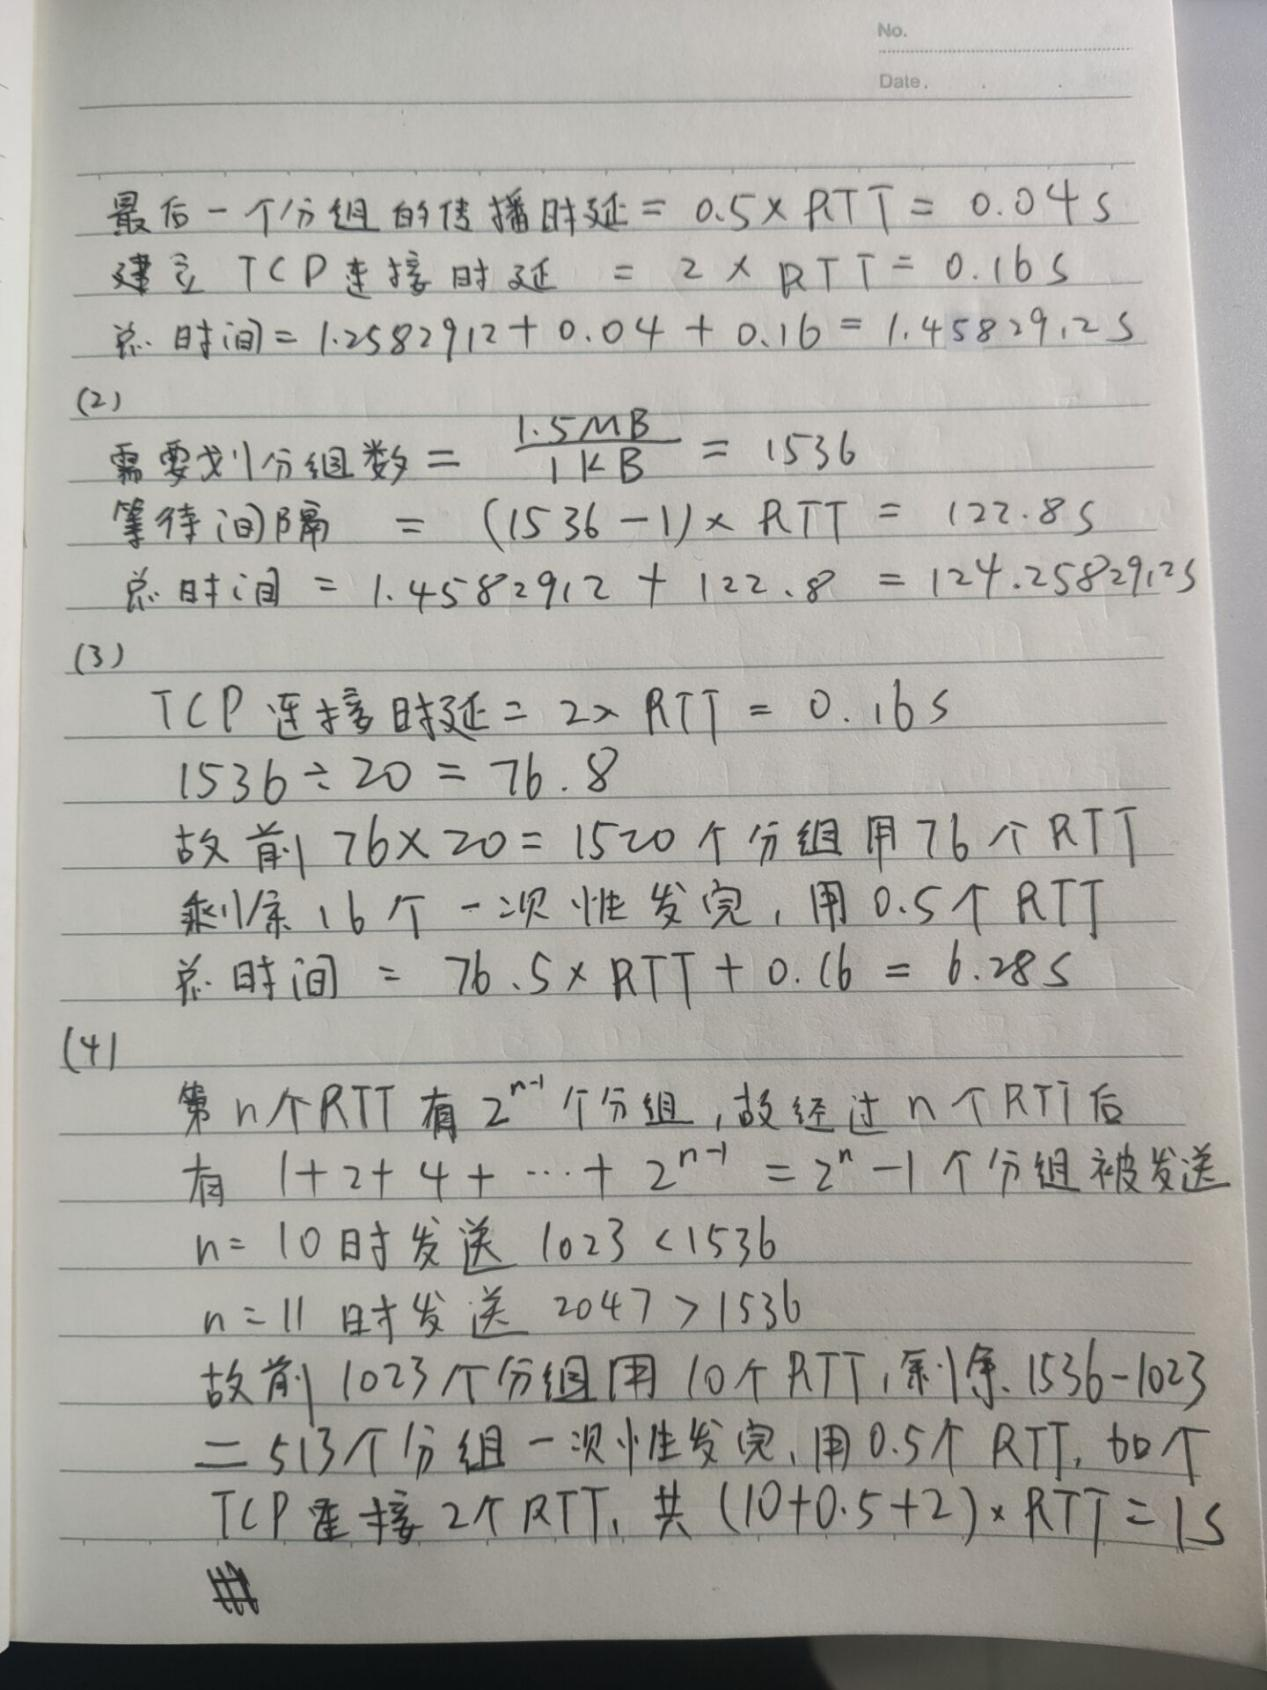 No.
Date.
最后一个分组的传播时延 = 0.5×RTT = 0.04s
建立TCP连接时延 = 2×RTT = 0.16s
总时间 = 1.2582912 + 0.04 + 0.16 = 1.4582912s
(2)
需要划分组数 = 1.5MB/1KB = 1536
等待间隔 = (1536-1)×RTT = 122.8s
总时间 = 1.4582912 + 122.8 = 124.2582912s
(3)
TCP连接时延 = 2×RTT = 0.16s
1536÷20 = 76.8
故前76×20 = 1520个分组用76个RTT
剩余16个一次性发完,用0.5个RTT
总时间 = 76.5×RTT + 0.16 = 6.28s
(4)
第n个RTT有2^{n-1}个分组,故经过n个RTT后
有 1+2+4+…+2^{n-1} = 2^n-1个分组被发送
n=10时发送 1023<1536
n=11时发送 2047>1536
故前1023个分组用10个RTT,剩余1536-1023
=513个分组一次性发完,用0.5个RTT,加个
TCP连接2个RTT,共(10+0.5+2)×RTT=1s